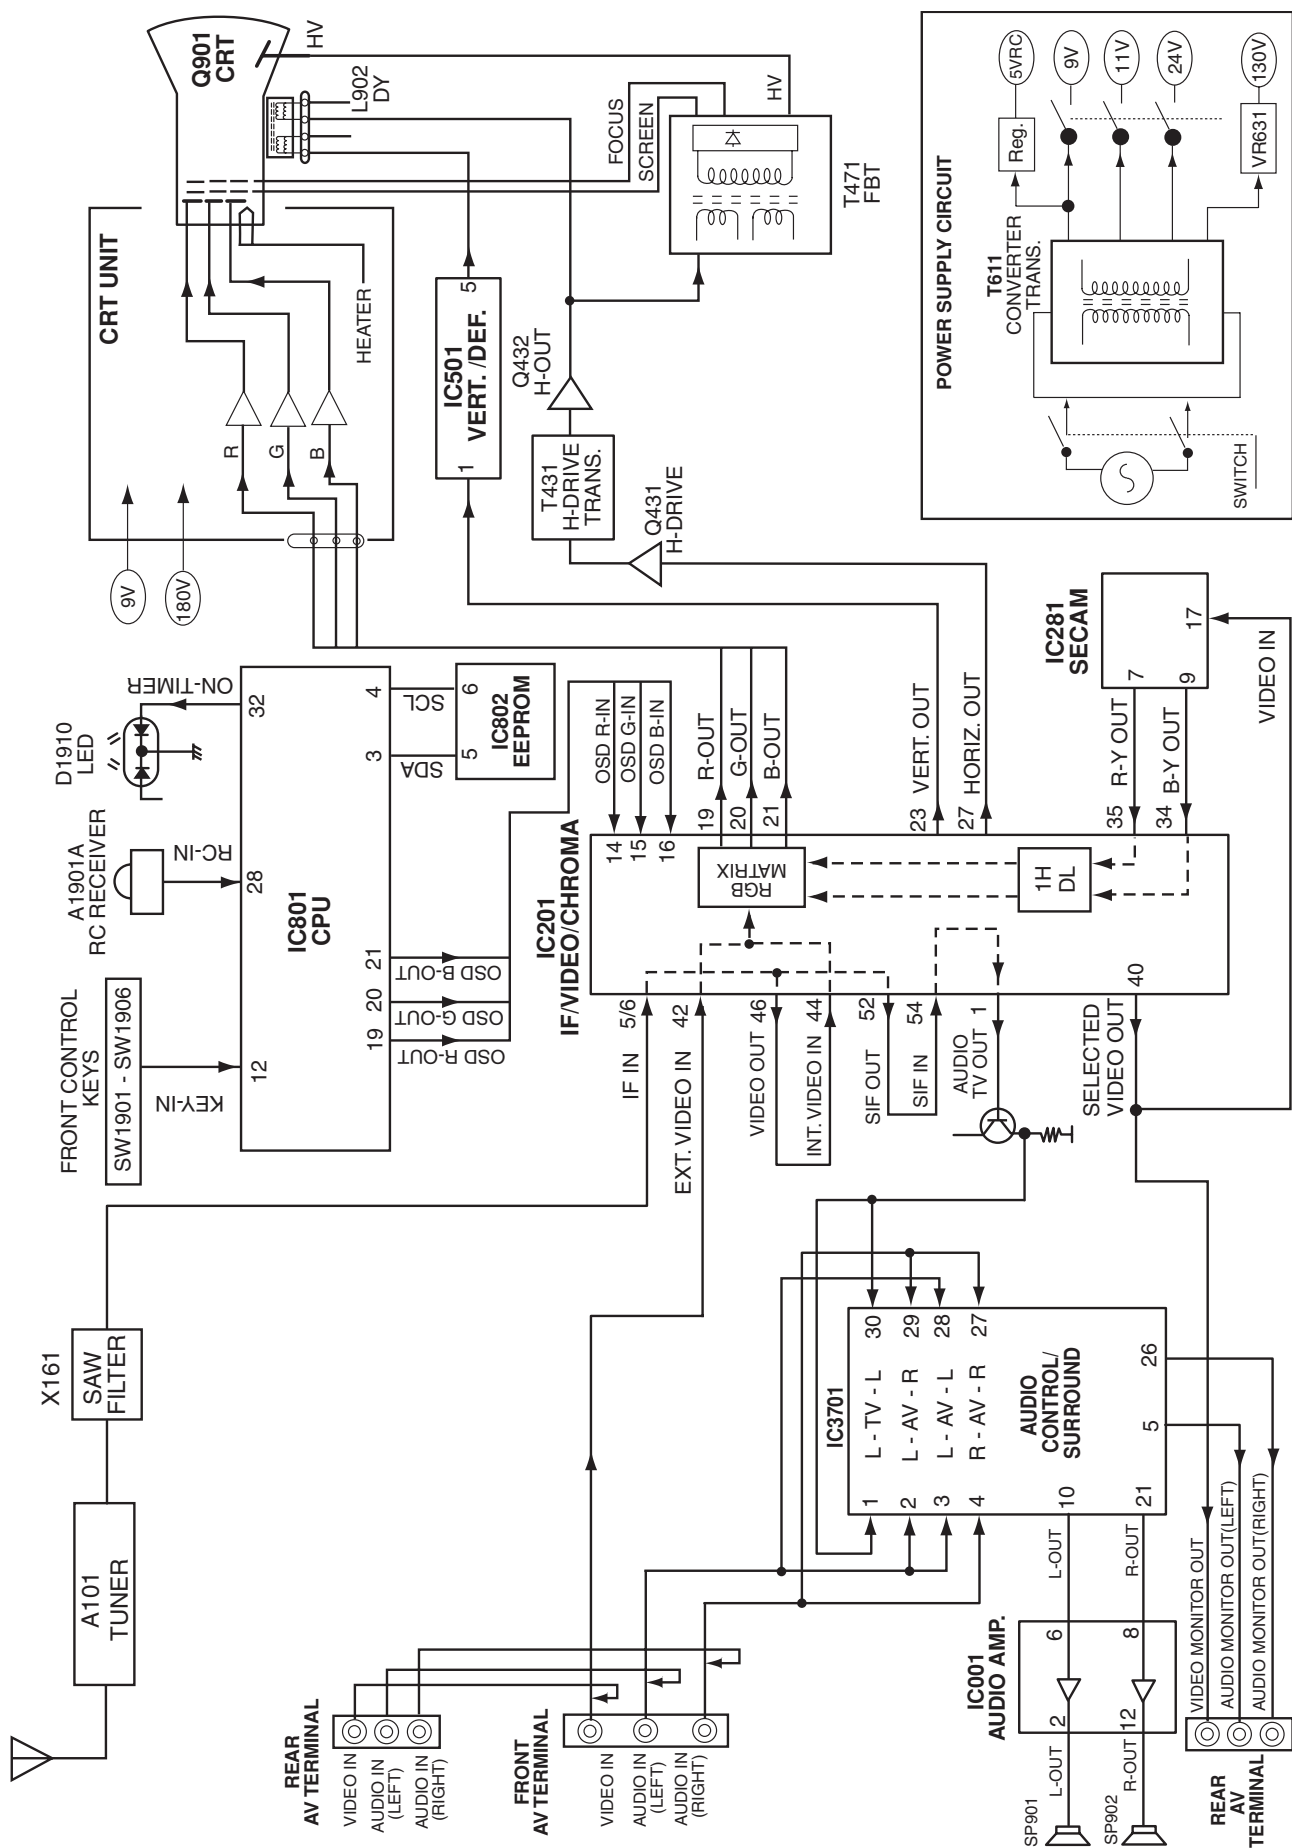 A101
TUNER
X161
SAW
FILTER
FRONT CONTROL
KEYS
SW1901 - SW1906
KEY-IN
A1901A
RC RECEIVER
RC-IN
D1910
LED
ON-TIMER
12
28
32
IC801
CPU
19
20
21
3
4
OSD R-OUT
OSD G-OUT
OSD B-OUT
SDA
SCL
5
6
IC802
EEPROM
9V
180V
CRT UNIT
R
G
B
HEATER
Q901
CRT
HV
L902
DY
FOCUS
SCREEN
HV
T471
FBT
1
5
IC501
VERT. /DEF.
Q432
H-OUT
T431
H-DRIVE
TRANS.
Q431
H-DRIVE
REAR
AV TERMINAL
VIDEO IN
AUDIO IN
(LEFT)
AUDIO IN
(RIGHT)
FRONT
AV TERMINAL
VIDEO IN
AUDIO IN
(LEFT)
AUDIO IN
(RIGHT)
IC201
IF/VIDEO/CHROMA
IF IN
5/6
EXT. VIDEO IN
42
VIDEO OUT
46
INT. VIDEO IN
44
SIF OUT
52
SIF IN
54
AUDIO
TV OUT
1
SELECTED
VIDEO OUT
40
14
15
16
OSD R-IN
OSD G-IN
OSD B-IN
RGB
MATRIX
19
R-OUT
20
G-OUT
21
B-OUT
23
VERT. OUT
27
HORIZ. OUT
1H
DL
35
R-Y OUT
34
B-Y OUT
IC281
SECAM
7
9
17
VIDEO IN
IC3701
1
L - TV - L
30
2
L - AV - R
29
3
L - AV - L
28
4
R - AV - R
27
AUDIO
CONTROL/
SURROUND
10
21
5
26
L-OUT
R-OUT
IC001
AUDIO AMP.
6
2
8
12
L-OUT
R-OUT
SP901
SP902
VIDEO MONITOR OUT
AUDIO MONITOR OUT(LEFT)
AUDIO MONITOR OUT(RIGHT)
REAR
AV
TERMINAL
POWER SUPPLY CIRCUIT
SWITCH
T611
CONVERTER
TRANS.
Reg.
5VRC
9V
11V
24V
VR631
130V